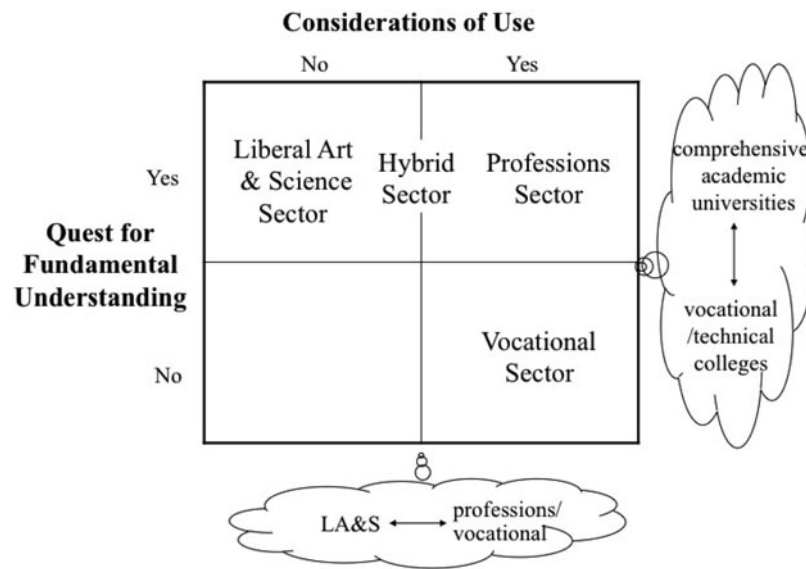 Considerations of Use
No
Yes
Yes
Quest for
Fundamental
Understanding
No
Liberal Art
& Science
Sector
Hybrid
Sector
Professions
Sector
Vocational
Sector
comprehensive
academic
universities
vocational
/technical
colleges
LA&S
professions/
vocational